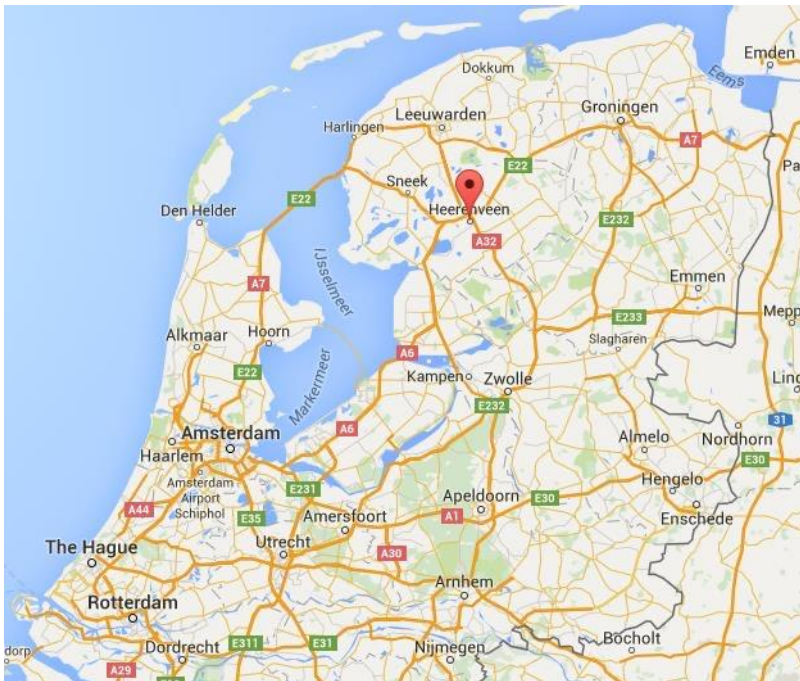 Emden
Eems
Dokkum
Groningen
Leeuwarden
Harlingen
A7
E22
Sneek
E22
Heerenveen
Den Helder
E232
A32
IJsselmeer
A7
Emmen
E233
Mepp
Alkmaar
Hoorn
Slagharen
A6
E22
Kampen
Zwolle
Ling
Markermeer
E232
31
A6
Amsterdam
Almelo
Nordhorn
Haarlem
E30
Amsterdam
Airport
Schiphol
E231
Hengelo
Apeldoorn
E30
A44
E35
Amersfoort
A1
Enschede
The Hague
Utrecht
A30
Arnhem
Rotterdam
Bocholt
dorp
Dordrecht
E311
E31
Nijmegen
A29